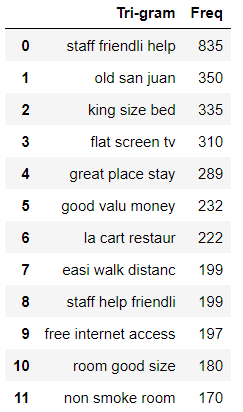 Tri-gram Freq
0 staff friendli help 835
1 old san juan 350
2 king size bed 335
3 flat screen tv 310
4 great place stay 289
5 good valu money 232
6 la cart restaur 222
7 easi walk distanc 199
8 staff help friendli 199
9 free internet access 197
10 room good size 180
11 non smoke room 170